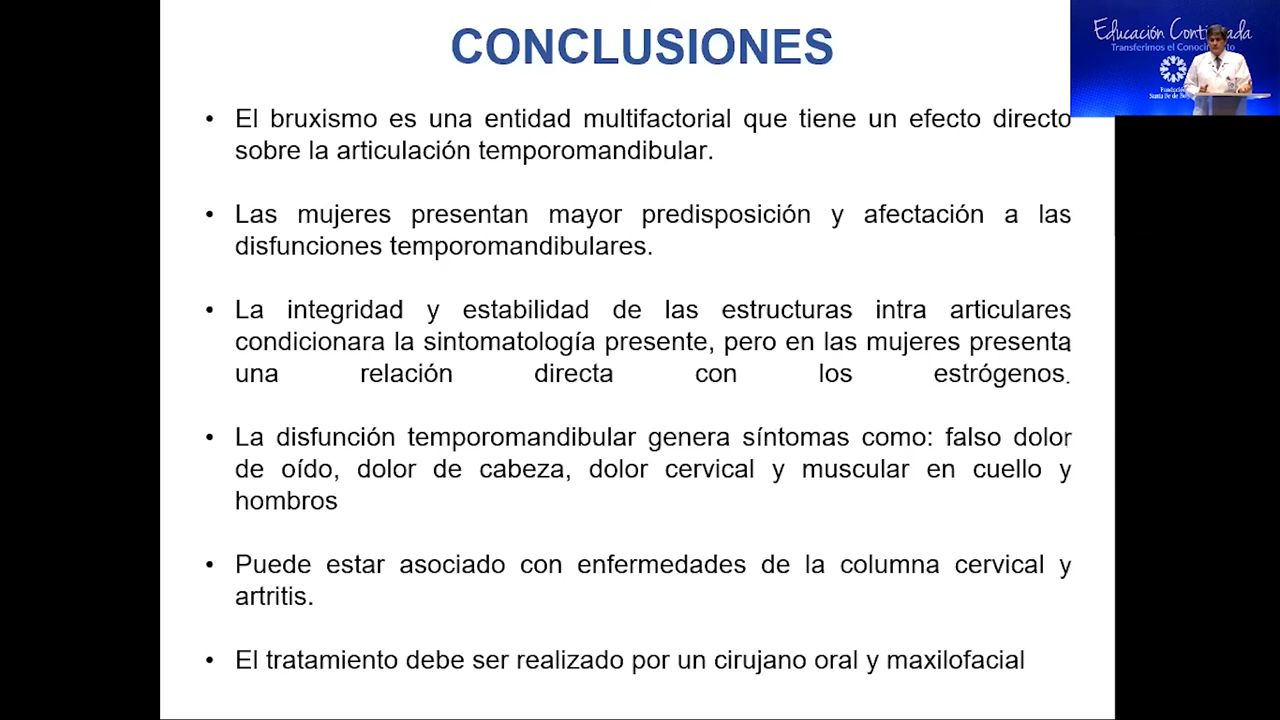 CONCLUSIONES
• El bruxismo es una entidad multifactorial que tiene un efecto directo
sobre la articulación temporomandibular.
• Las mujeres presentan mayor predisposición y afectación a las
disfunciones temporomandibulares.
• La integridad y estabilidad de las estructuras intra articulares
condicionara la sintomatología presente, pero en las mujeres presenta
una relación directa con los estrógenos.
• La disfunción temporomandibular genera síntomas como: falso dolor
de oído, dolor de cabeza, dolor cervical y muscular en cuello y
hombros
• Puede estar asociado con enfermedades de la columna cervical y
artritis.
• El tratamiento debe ser realizado por un cirujano oral y maxilofacial
Educación
Transferimos el
Santa Fe de